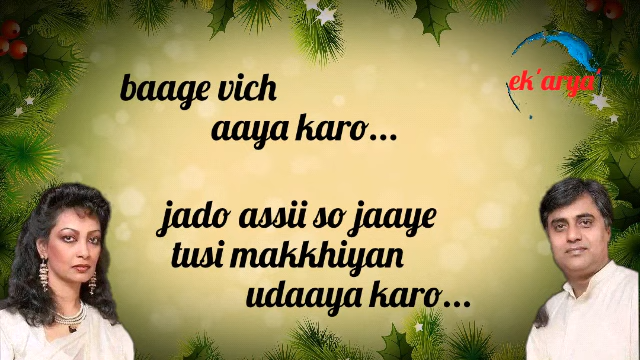 baage vich
aaya karo...
ek'arya'
jado assii so jaaye
tusi makkhiyan
udaaya karo...